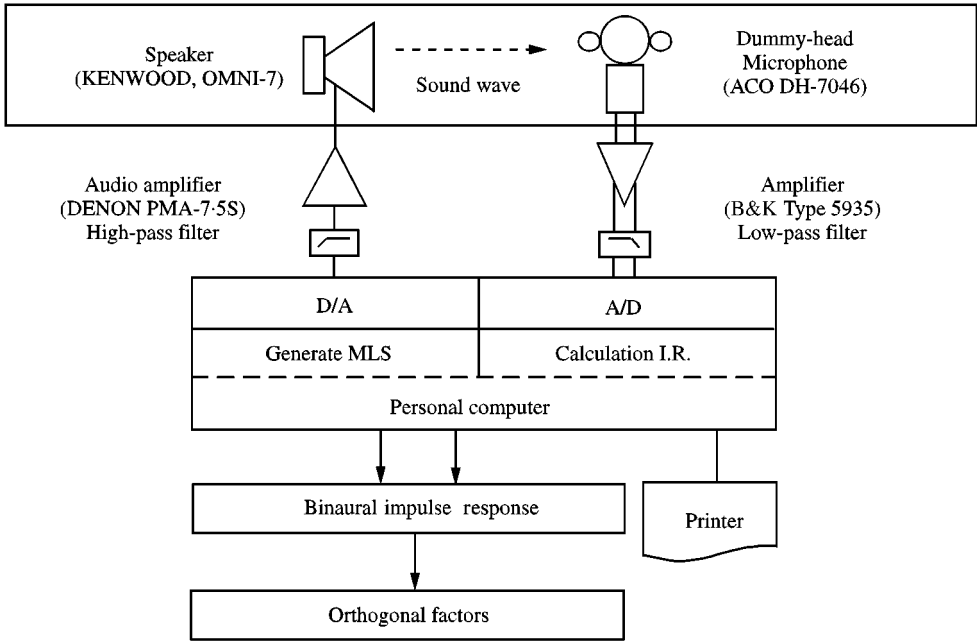 Speaker
(KENWOOD, OMNI-7)
Sound wave
Dummy-head
Microphone
(ACO DH-7046)
Audio amplifier
(DENON PMA-7·5S)
High-pass filter
Amplifier
(B&K Type 5935)
Low-pass filter
D/A
A/D
Generate MLS
Calculation I.R.
Personal computer
Binaural impulse response
Printer
Orthogonal factors